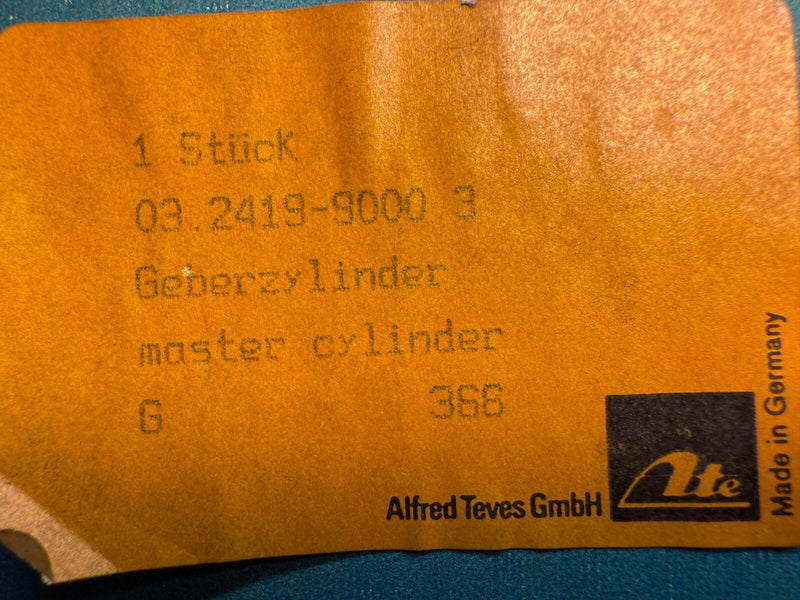 1 Stück
03.2419-9000 3
Geberzylinder
master cylinder
G 366
Alfred Teves GmbH
Ate
Made in Germany